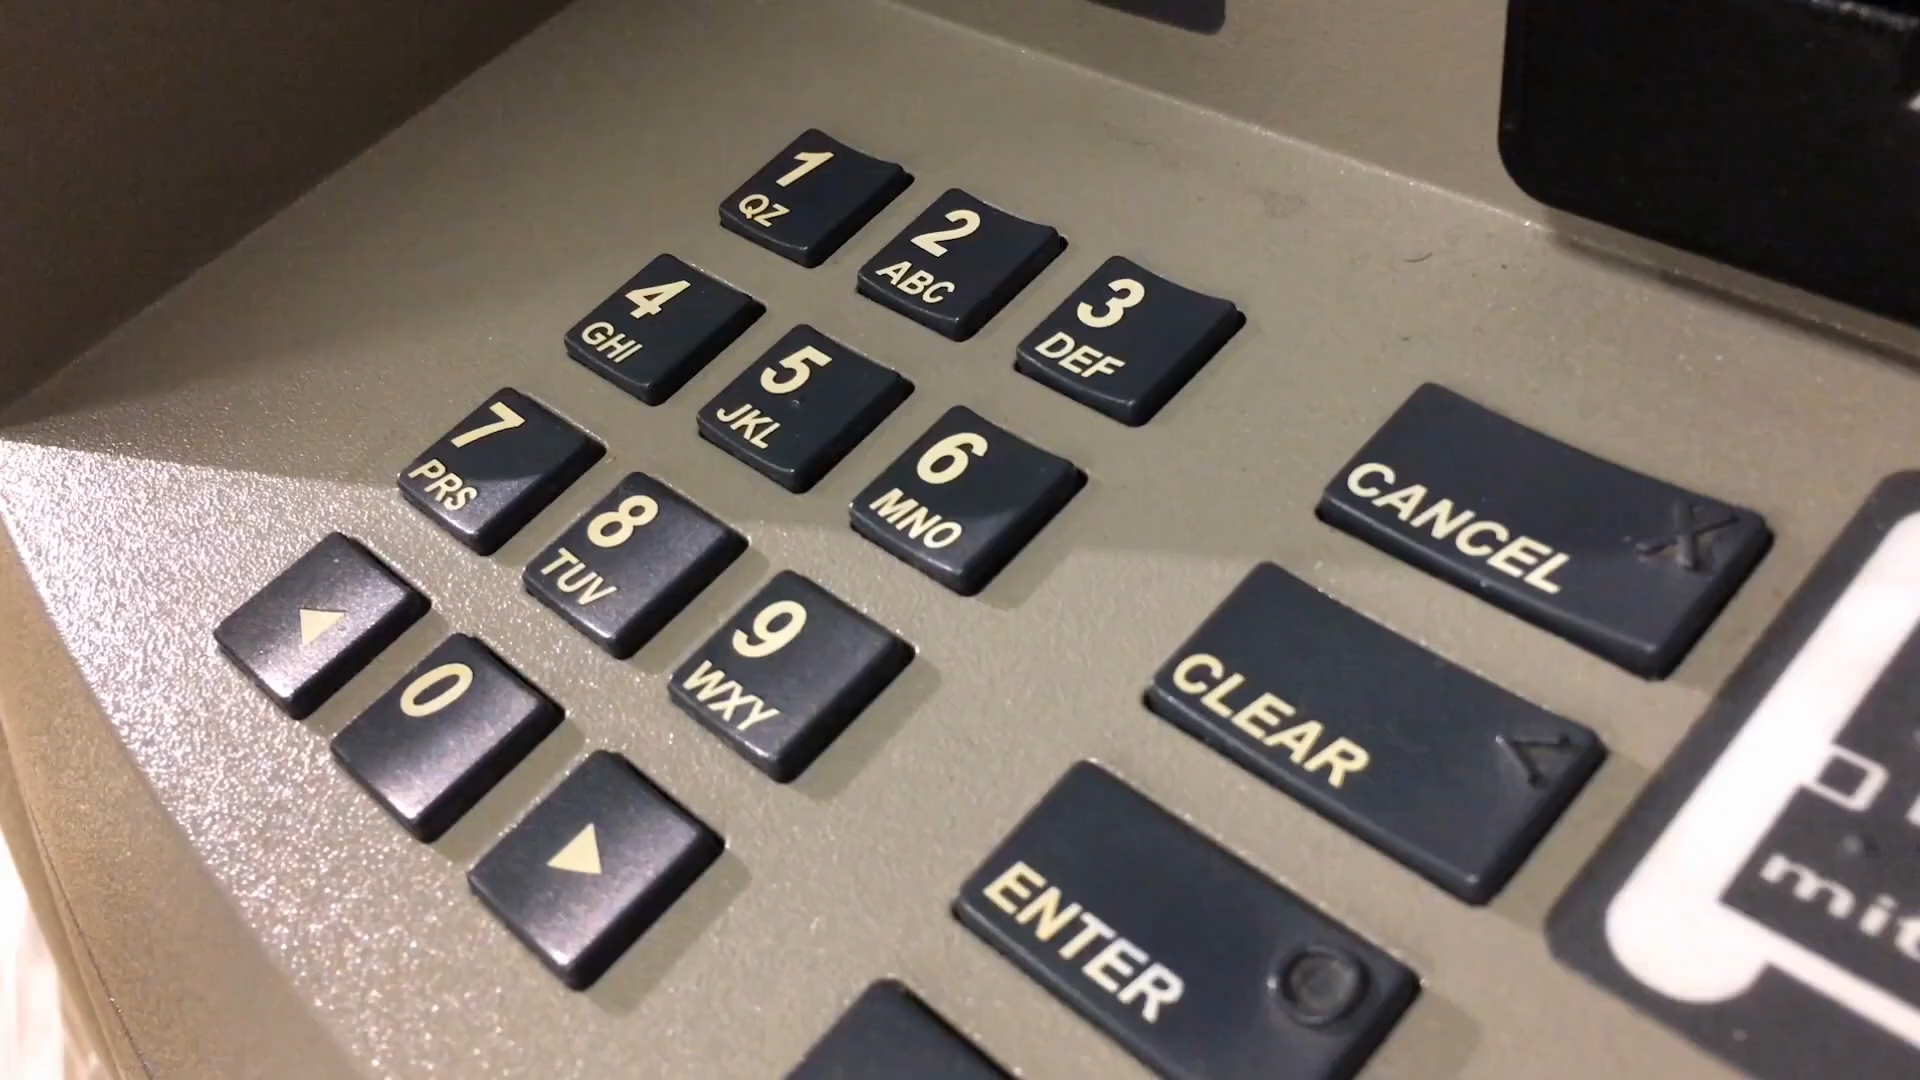 1
QZ
2
ABC
3
DEF
4
GHI
5
JKL
6
MNO
CANCEL
7
PRS
8
TUV
9
WXY
CLEAR
0
ENTER